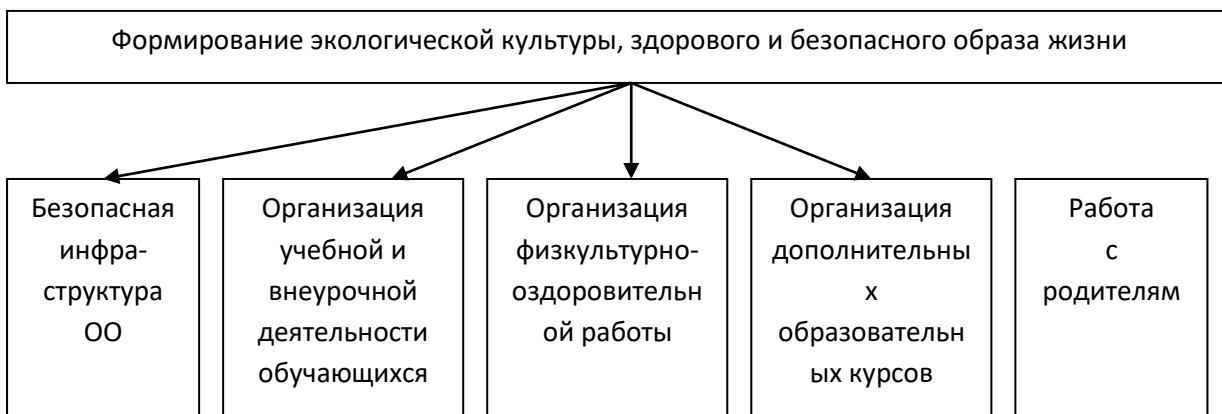 Формирование экологической культуры, здорового и безопасного образа жизни
Безопасная
инфра-
структура
ОО
Организация
учебной и
внеурочной
деятельности
обучающихся
Организация
физкультурно-
оздоровительн
ой работы
Организация
дополнительны
х
образовательн
ых курсов
Работа
с
родителям